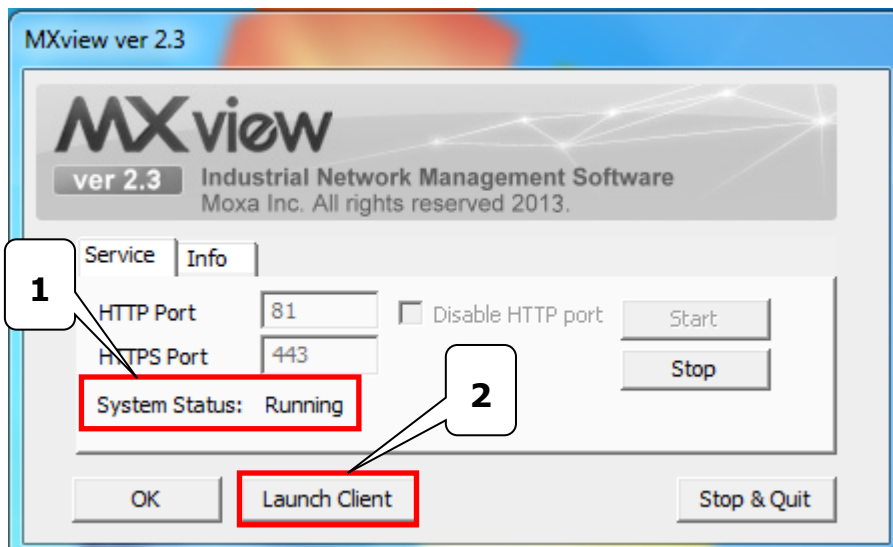 MXview ver 2.3
MXview
ver 2.3 Industrial Network Management Software
Moxa Inc. All rights reserved 2013.
Service Info
1
HTTP Port 81 Disable HTTP port Start
HTTPS Port 443 Stop
2
System Status: Running
OK Launch Client Stop & Quit